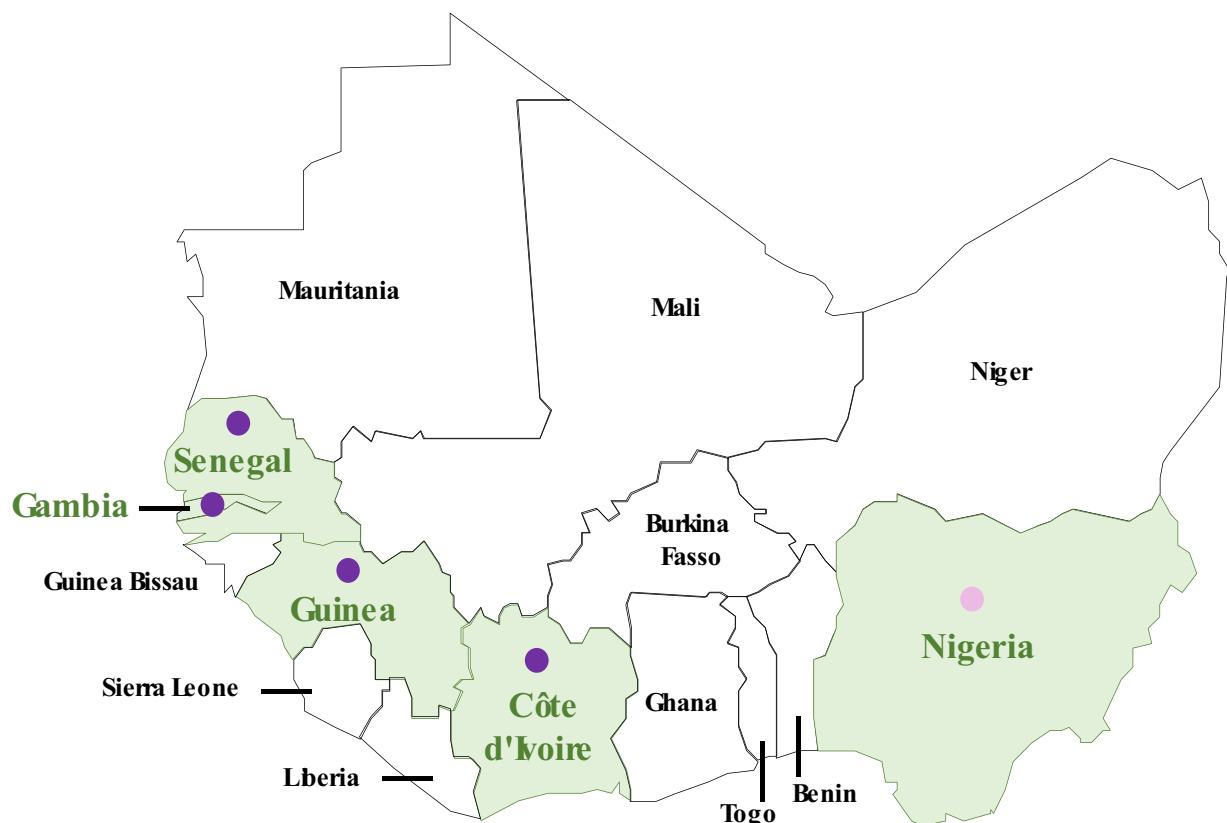 Mauritania
Mali
Niger
Senegal
Gambia
Burkina
Fasso
Guinea Bissau
Guinea
Nigeria
Sierra Leone
Ghana
Côte
d'Ivoire
Liberia
Benin
Togo